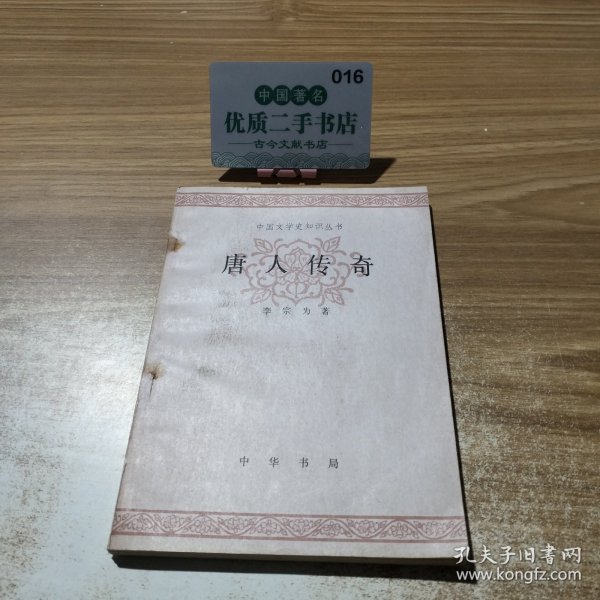 016
中国著名
优质二手书店
古今文献书店
中国文学史知识丛书
唐人传奇
李宗为著
中华书局
孔夫子旧书网
www.kongfz.com